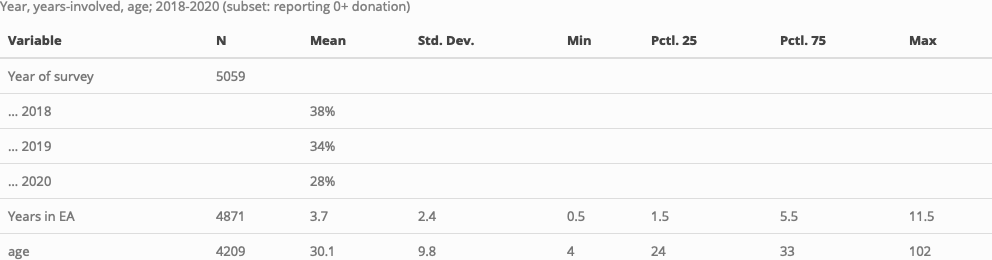 Year, years-involved, age; 2018-2020 (subset: reporting 0+ donation)
Variable N Mean Std. Dev. Min Pctl. 25 Pctl. 75 Max
Year of survey 5059
... 2018 38%
... 2019 34%
... 2020 28%
Years in EA 4871 3.7 2.4 0.5 1.5 5.5 11.5
age 4209 30.1 9.8 4 24 33 102